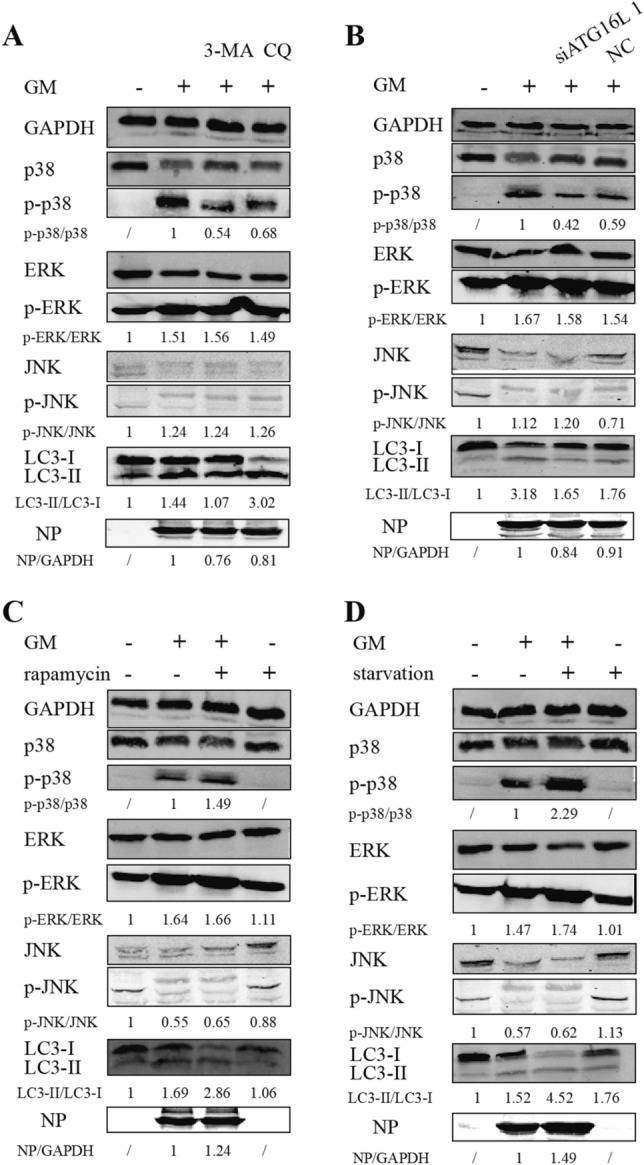 A
3-MA CQ
GM - + + +
GAPDH
p38
p-p38
p-p38/p38 / 1 0.54 0.68
ERK
p-ERK
p-ERK/ERK 1 1.51 1.56 1.49
JNK
p-JNK
p-JNK/JNK 1 1.24 1.24 1.26
LC3-I
LC3-II
LC3-II/LC3-I 1 1.44 1.07 3.02
NP
NP/GAPDH / 1 0.76 0.81
B
siATG16L 1 NC
GM - + + +
GAPDH
p38
p-p38
p-p38/p38 / 1 0.42 0.59
ERK
p-ERK
p-ERK/ERK 1 1.67 1.58 1.54
JNK
p-JNK
p-JNK/JNK 1 1.12 1.20 0.71
LC3-I
LC3-II
LC3-II/LC3-I 1 3.18 1.65 1.76
NP
NP/GAPDH / 1 0.84 0.91
C
GM - + + -
rapamycin - - + +
GAPDH
p38
p-p38
p-p38/p38 / 1 1.49 /
ERK
p-ERK
p-ERK/ERK 1 1.64 1.66 1.11
JNK
p-JNK
p-JNK/JNK 1 0.55 0.65 0.88
LC3-I
LC3-II
LC3-II/LC3-I 1 1.69 2.86 1.06
NP
NP/GAPDH / 1 1.24 /
D
GM - + + -
starvation - - + +
GAPDH
p38
p-p38
p-p38/p38 / 1 2.29 /
ERK
p-ERK
p-ERK/ERK 1 1.47 1.74 1.01
JNK
p-JNK
p-JNK/JNK 1 0.57 0.62 1.13
LC3-I
LC3-II
LC3-II/LC3-I 1 1.52 4.52 1.76
NP
NP/GAPDH / 1 1.49 /